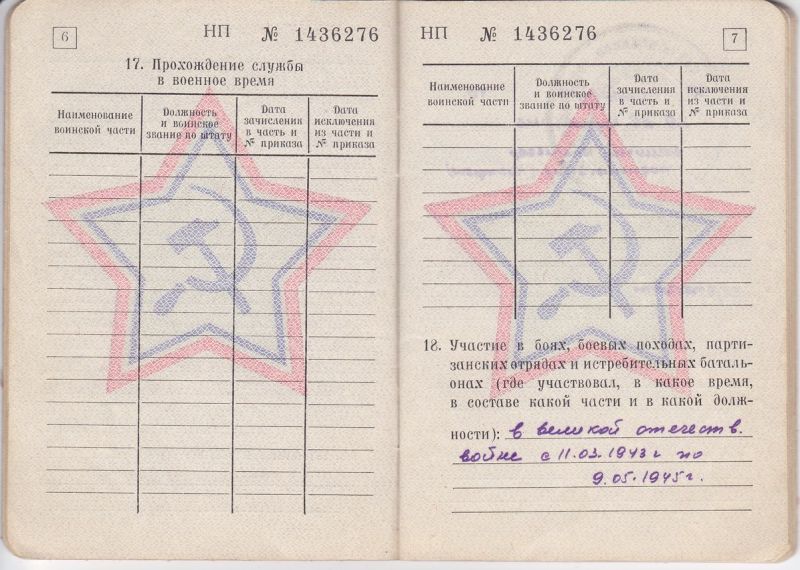 6
НП № 1436276
17. Прохождение службы
в военное время
Наименование
воинской части
Должность
и воинское
звание по штату
Дата
зачисления
в часть и
№ приказа
Дата
исключения
из части и
№ приказа
НП № 1436276
7
Наименование
воинской части
Должность
и воинское
звание по штату
Дата
зачисления
в часть и
№ приказа
Дата
исключения
из части и
№ приказа
18. Участие в боях, боевых походах, парти-
занских отрядах и истребительных баталь-
онах (где участвовал, в какое время,
в составе какой части и в какой долж-
ности): в великой отечеств.
войне с 11.03.1943 г по
9.05.1945 г.